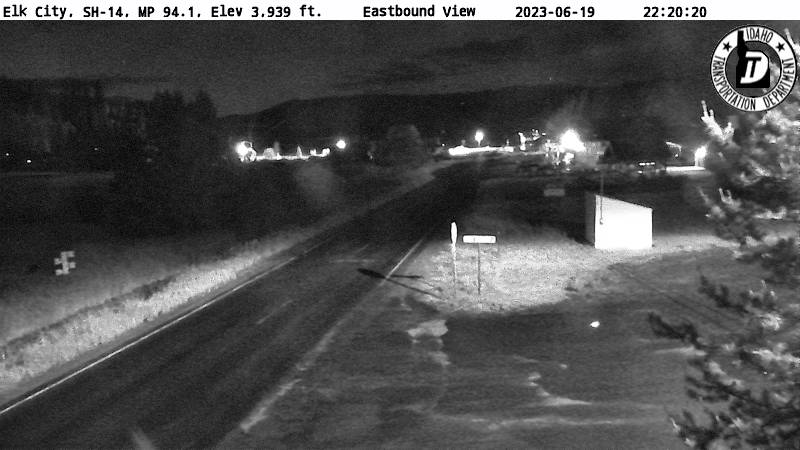 Elk City, SH-14, MP 94.1, Elev 3,939 ft. Eastbound View 2023-06-19 22:20:20
IDAHO
TRANSPORTATION DEPARTMENT